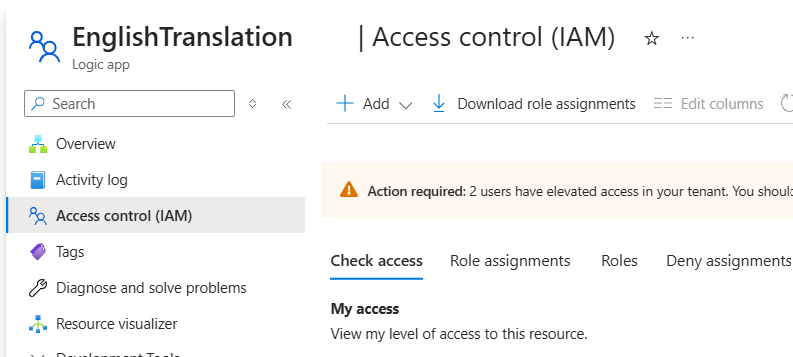 EnglishTranslation | Access control (IAM)
Logic app
Search
Add
Download role assignments
Edit columns
Overview
Activity log
Access control (IAM)
Tags
Diagnose and solve problems
Resource visualizer
Development Tools
Action required: 2 users have elevated access in your tenant. You shoul
Check access
Role assignments
Roles
Deny assignments
My access
View my level of access to this resource.